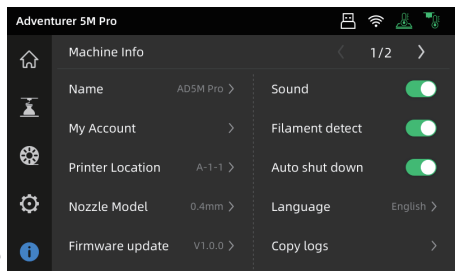 Adventurer 5M Pro
Machine Info 1/2
Name AD5M Pro
Sound
My Account
Filament detect
Printer Location A-1-1
Auto shut down
Nozzle Model 0.4mm
Language English
Firmware update V1.0.0
Copy logs